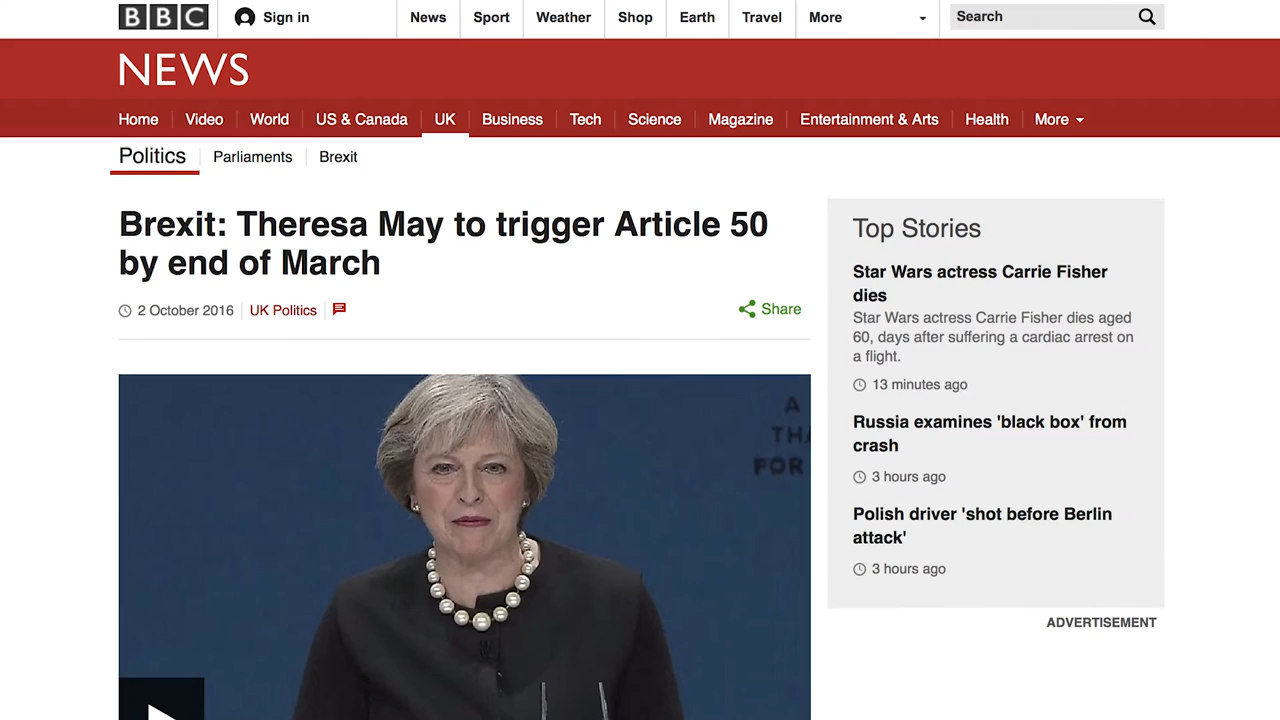 BBC
Sign in
News
Sport
Weather
Shop
Earth
Travel
More
Search
NEWS
Home
Video
World
US & Canada
UK
Business
Tech
Science
Magazine
Entertainment & Arts
Health
More
Politics
Parliaments
Brexit
Brexit: Theresa May to trigger Article 50
by end of March
2 October 2016
UK Politics
Share
A
THA
FOR
Top Stories
Star Wars actress Carrie Fisher
dies
Star Wars actress Carrie Fisher dies aged
60, days after suffering a cardiac arrest on
a flight.
13 minutes ago
Russia examines 'black box' from
crash
3 hours ago
Polish driver 'shot before Berlin
attack'
3 hours ago
ADVERTISEMENT